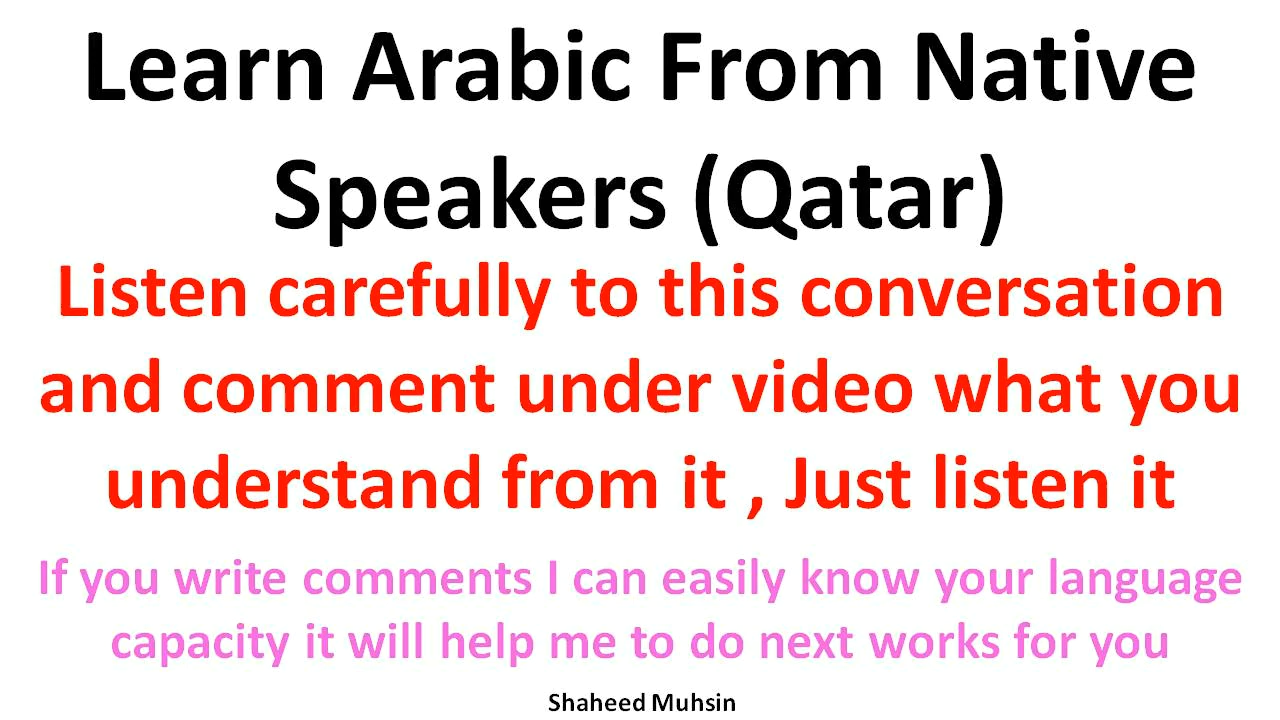 Learn Arabic From Native
Speakers (Qatar)
Listen carefully to this conversation
and comment under video what you
understand from it , Just listen it
If you write comments I can easily know your language
capacity it will help me to do next works for you
Shaheed Muhsin